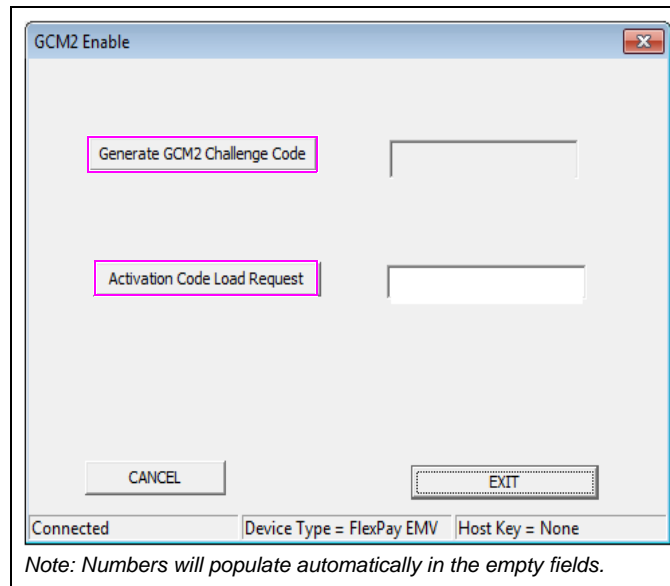 GCM2 Enable
Generate GCM2 Challenge Code
Activation Code Load Request
CANCEL EXIT
Connected Device Type = FlexPay EMV Host Key = None
Note: Numbers will populate automatically in the empty fields.